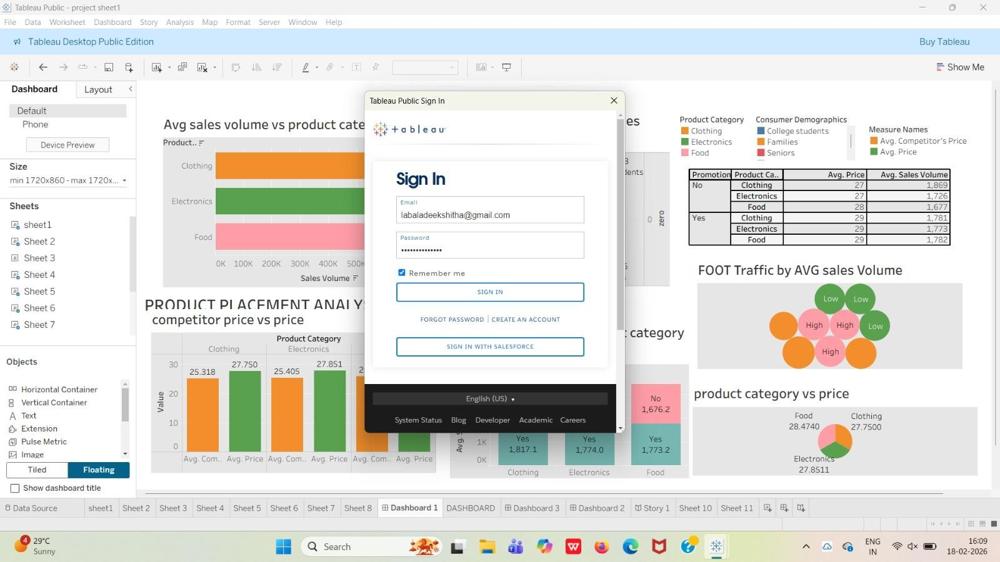 Tableau Public - project sheet1
File Data Worksheet Dashboard Story Analysis Map Format Server Window Help
Tableau Desktop Public Edition
Buy Tableau
Show Me
Dashboard Layout
Default
Phone
Device Preview
Size
min 1720x860 - max 1720x...
Sheets
sheet1
Sheet 2
Sheet 3
Sheet 4
Sheet 5
Sheet 6
Sheet 7
Objects
Horizontal Container
Vertical Container
Text
Extension
Pulse Metric
Image
Tiled Floating
Show dashboard title
Avg sales volume vs product cate
Product..
Clothing
Electronics
Food
0K 100K 200K 300K 400K 500K
Sales Volume
PRODUCT PLACEMENT ANALYS
competitor price vs price
Product Category
Clothing Electronics
Value
30
20
10
0
25.318 27.750 25.405 27.851 2
Avg. Com.. Avg. Price Avg. Com.. Avg. Price Avg. Com.. Avg. Price
Tableau Public Sign In
+ a b | e a u
Sign In
Email
labaladeekshitha@gmail.com
Password
••••••••••••••
Remember me
SIGN IN
FORGOT PASSWORD | CREATE AN ACCOUNT
SIGN IN WITH SALESFORCE
English (US)
System Status Blog Developer Academic Careers
es
dents
0
zero
category
No
1,676.2
Yes
1,817.1
Yes
1,774.0
Yes
1,773.2
1K
0K
Clothing Electronics Food
Product Category
Clothing
Electronics
Food
Consumer Demographics
College students
Families
Seniors
Measure Names
Avg. Competitor's Price
Avg. Price
Promotion Product Ca.. Avg. Price Avg. Sales Volume
No Clothing 27 1,869
Electronics 27 1,726
Food 28 1,677
Yes Clothing 29 1,781
Electronics 29 1,773
Food 29 1,782
FOOT Traffic by AVG sales Volume
Low Low
High High Low
High
product category vs price
Food
28.4740
Clothing
27.7500
Electronics
27.8511
Data Source sheet1 Sheet 2 Sheet 3 Sheet 4 Sheet 5 Sheet 6 Sheet 7 Sheet 8 Dashboard 1 DASHBOARD Dashboard 3 Dashboard 2 Story 1 Sheet 10 Sheet 11
4
29°C
Sunny
Search
ENG
IN
16:09
18-02-2026